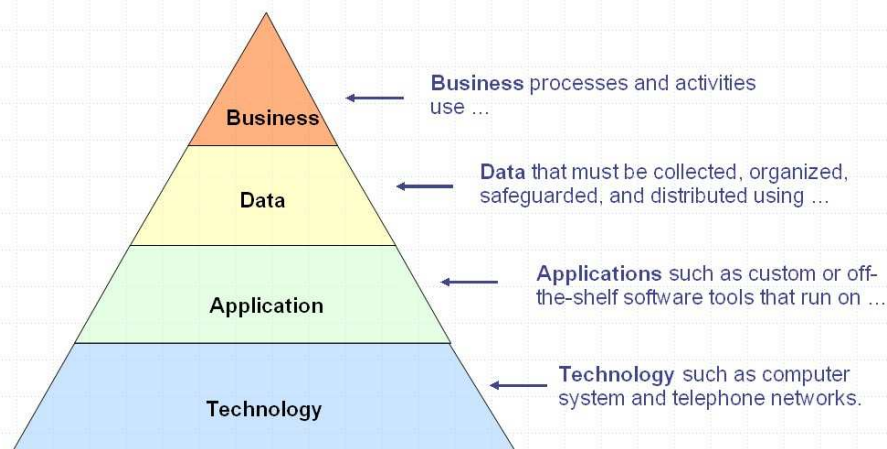 Business
Business processes and activities
use ...
Data
Data that must be collected, organized,
safeguarded, and distributed using ...
Application
Applications such as custom or off-
the-shelf software tools that run on ...
Technology
Technology such as computer
system and telephone networks.